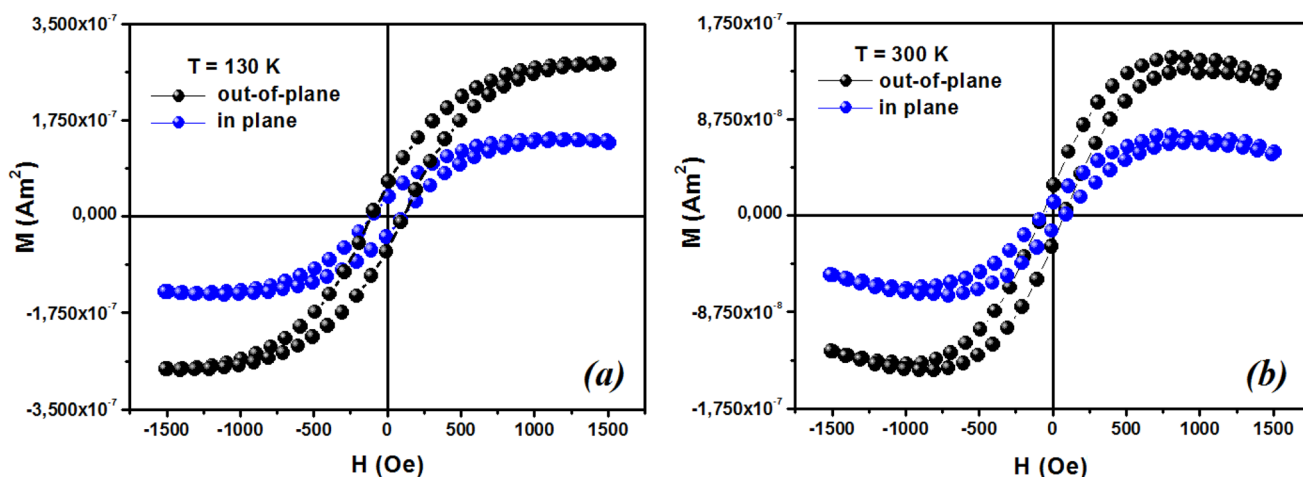 3,500x10⁻⁷
1,750x10⁻⁷
0,000
-1,750x10⁻⁷
-3,500x10⁻⁷
M (Am²)
T = 130 K
out-of-plane
in plane
(a)
-1500 -1000 -500 0 500 1000 1500
H (Oe)
1,750x10⁻⁷
8,750x10⁻⁸
0,000
-8,750x10⁻⁸
-1,750x10⁻⁷
M (Am²)
T = 300 K
out-of-plane
in plane
(b)
-1500 -1000 -500 0 500 1000 1500
H (Oe)